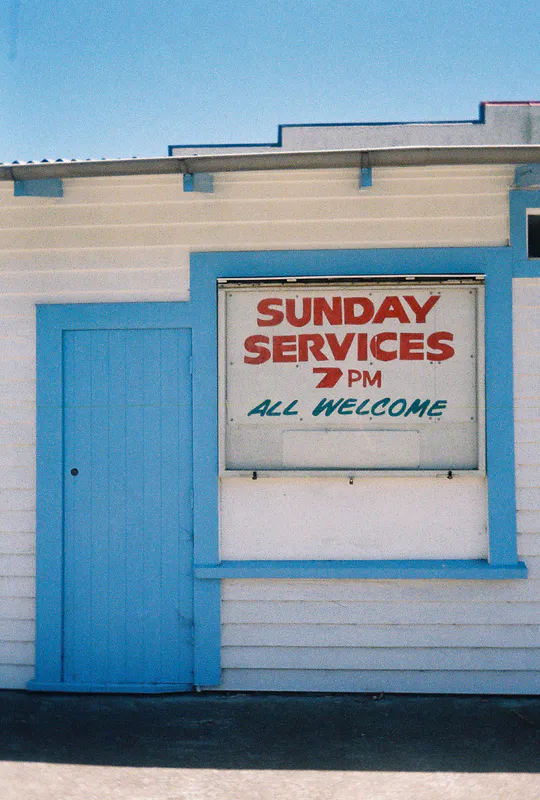 SUNDAY
SERVICES
7 PM
ALL WELCOME